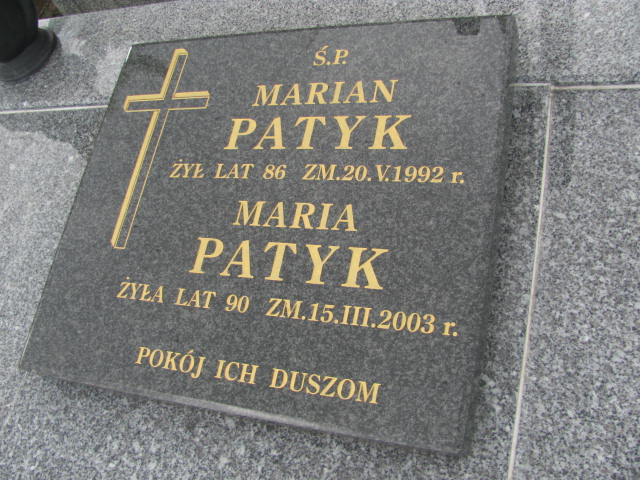 Ś.P.
MARIAN
PATYK
ŻYŁ LAT 86 ZM.20.V.1992 r.
MARIA
PATYK
ŻYŁA LAT 90 ZM.15.III.2003 r.
POKÓJ ICH DUSZOM